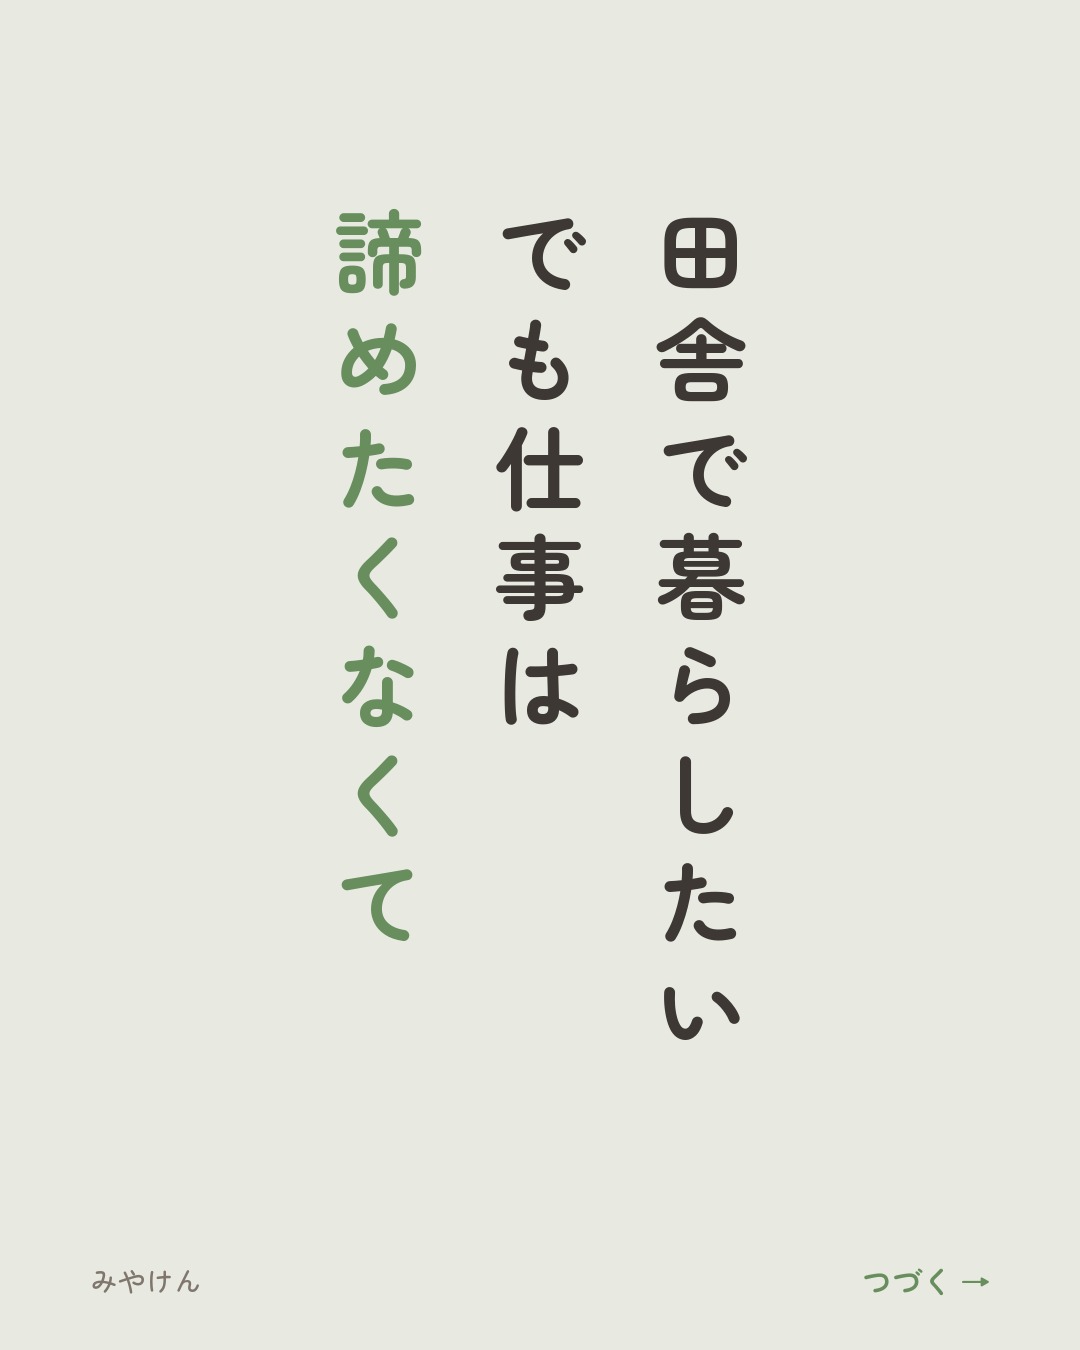 田舎で暮らしたい
でも仕事は
諦めたくなくて
みやけん
つづく →